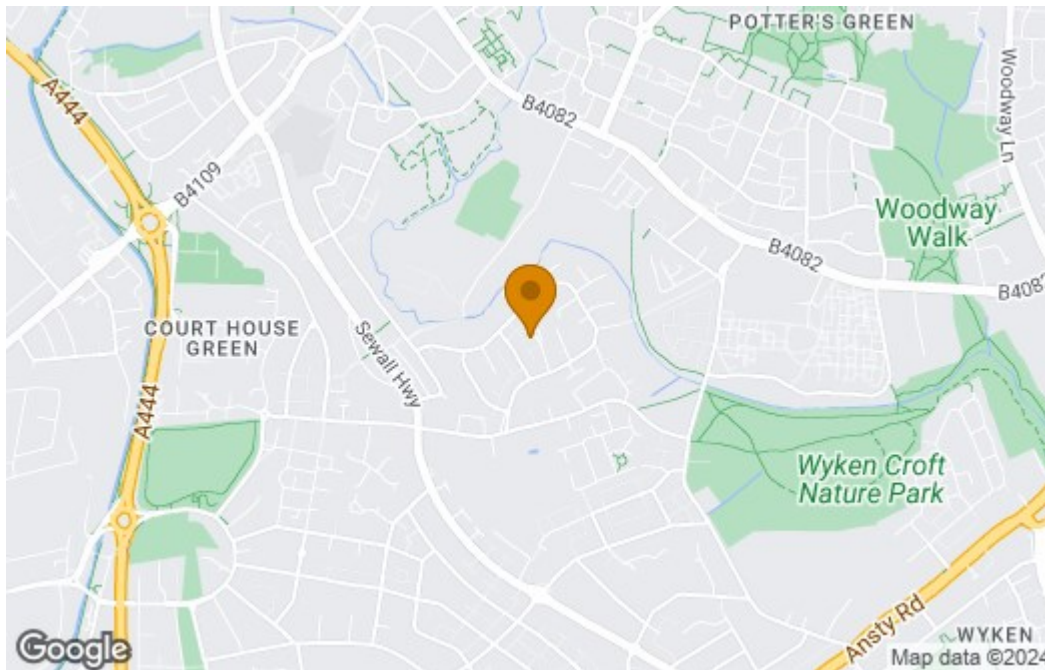 POTTER'S GREEN
A444
B4082
Woodway Ln
B4109
Woodway
Walk
B4082
B4082
COURT HOUSE
GREEN
Sewall Hwy
A444
Wyken Croft
Nature Park
Ansty Rd
WYKEN
Google
Map data ©2024